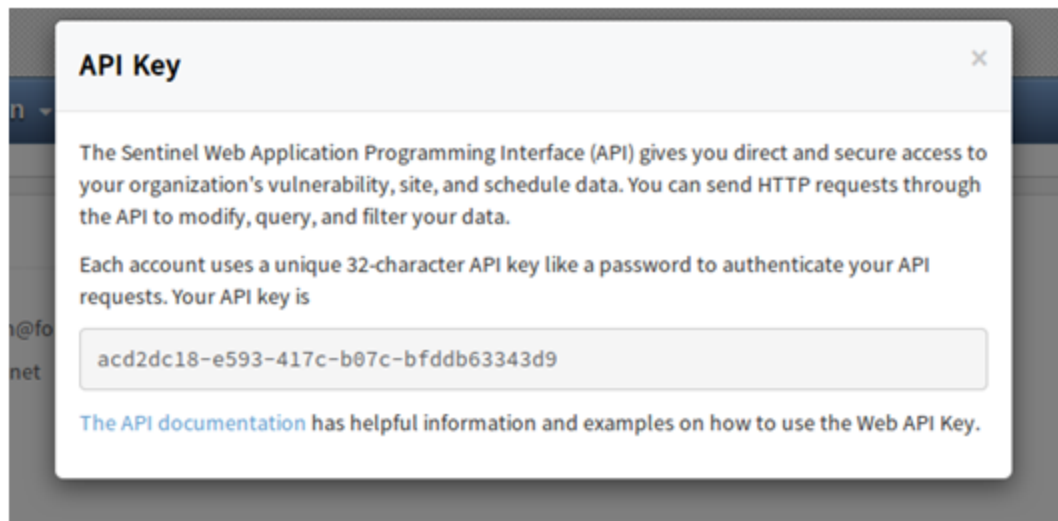 API Key
×
n
The Sentinel Web Application Programming Interface (API) gives you direct and secure access to
your organization's vulnerability, site, and schedule data. You can send HTTP requests through
the API to modify, query, and filter your data.
Each account uses a unique 32-character API key like a password to authenticate your API
requests. Your API key is
@fo
acd2dc18-e593-417c-b07c-bfddb63343d9
net
The API documentation has helpful information and examples on how to use the Web API Key.